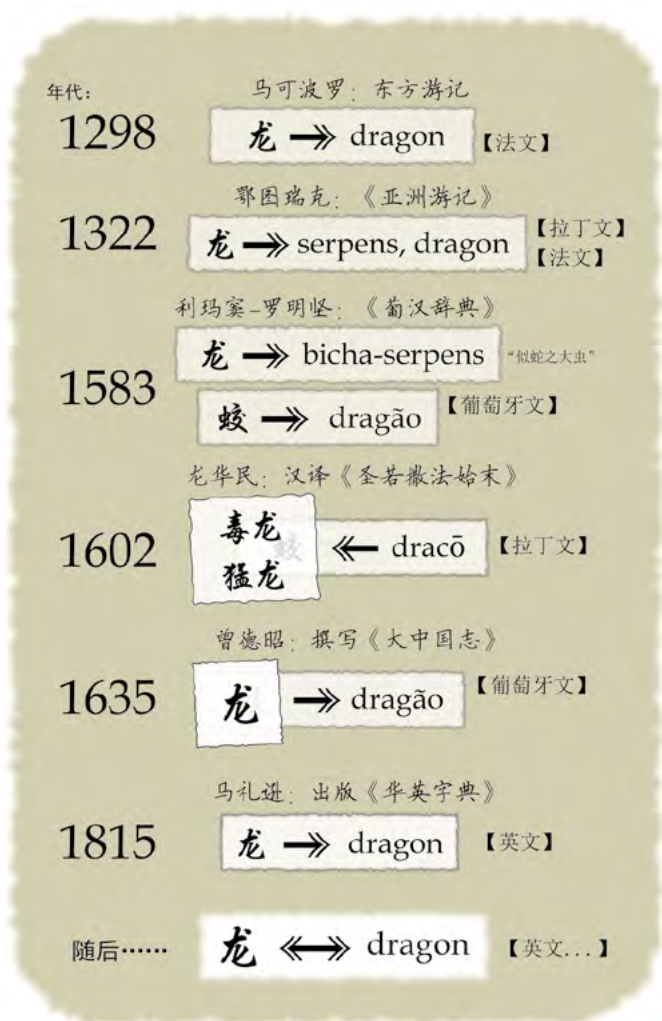 年代:
马可波罗: 东方游记
1298 龙 → dragon 【法文】
鄂图瑞克: 《亚洲游记》
1322 龙 → serpens, dragon 【拉丁文】
【法文】
利玛窦-罗明坚: 《葡汉辞典》
1583 龙 → bicha-serpens “似蛇之大虫”
蛟 → dragão 【葡萄牙文】
龙华民: 汉译《圣若撒法始末》
1602 毒龙
猛龙
蛟 ← dracō 【拉丁文】
曾德昭: 撰写《大中国志》
1635 龙 → dragão 【葡萄牙文】
马礼逊: 出版《华英字典》
1815 龙 → dragon 【英文】
随后…… 龙 ↔ dragon 【英文...】